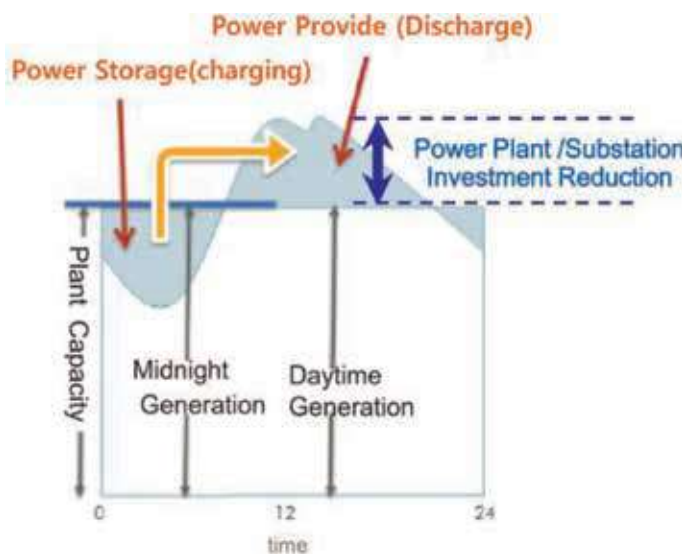 Power Provide (Discharge)
Power Storage(charging)
Power Plant /Substation
Investment Reduction
Plant Capacity
Midnight
Generation
Daytime
Generation
0
12
24
time